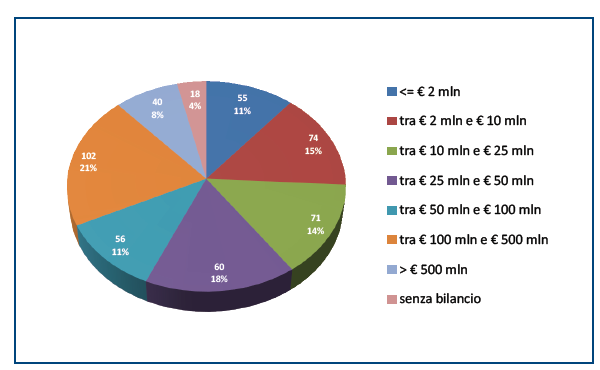 18
4%
55
11%
40
8%
74
15%
102
21%
71
14%
56
11%
60
18%
<= € 2 mln
tra € 2 mln e € 10 mln
tra € 10 mln e € 25 mln
tra € 25 mln e € 50 mln
tra € 50 mln e € 100 mln
tra € 100 mln e € 500 mln
> € 500 mln
senza bilancio